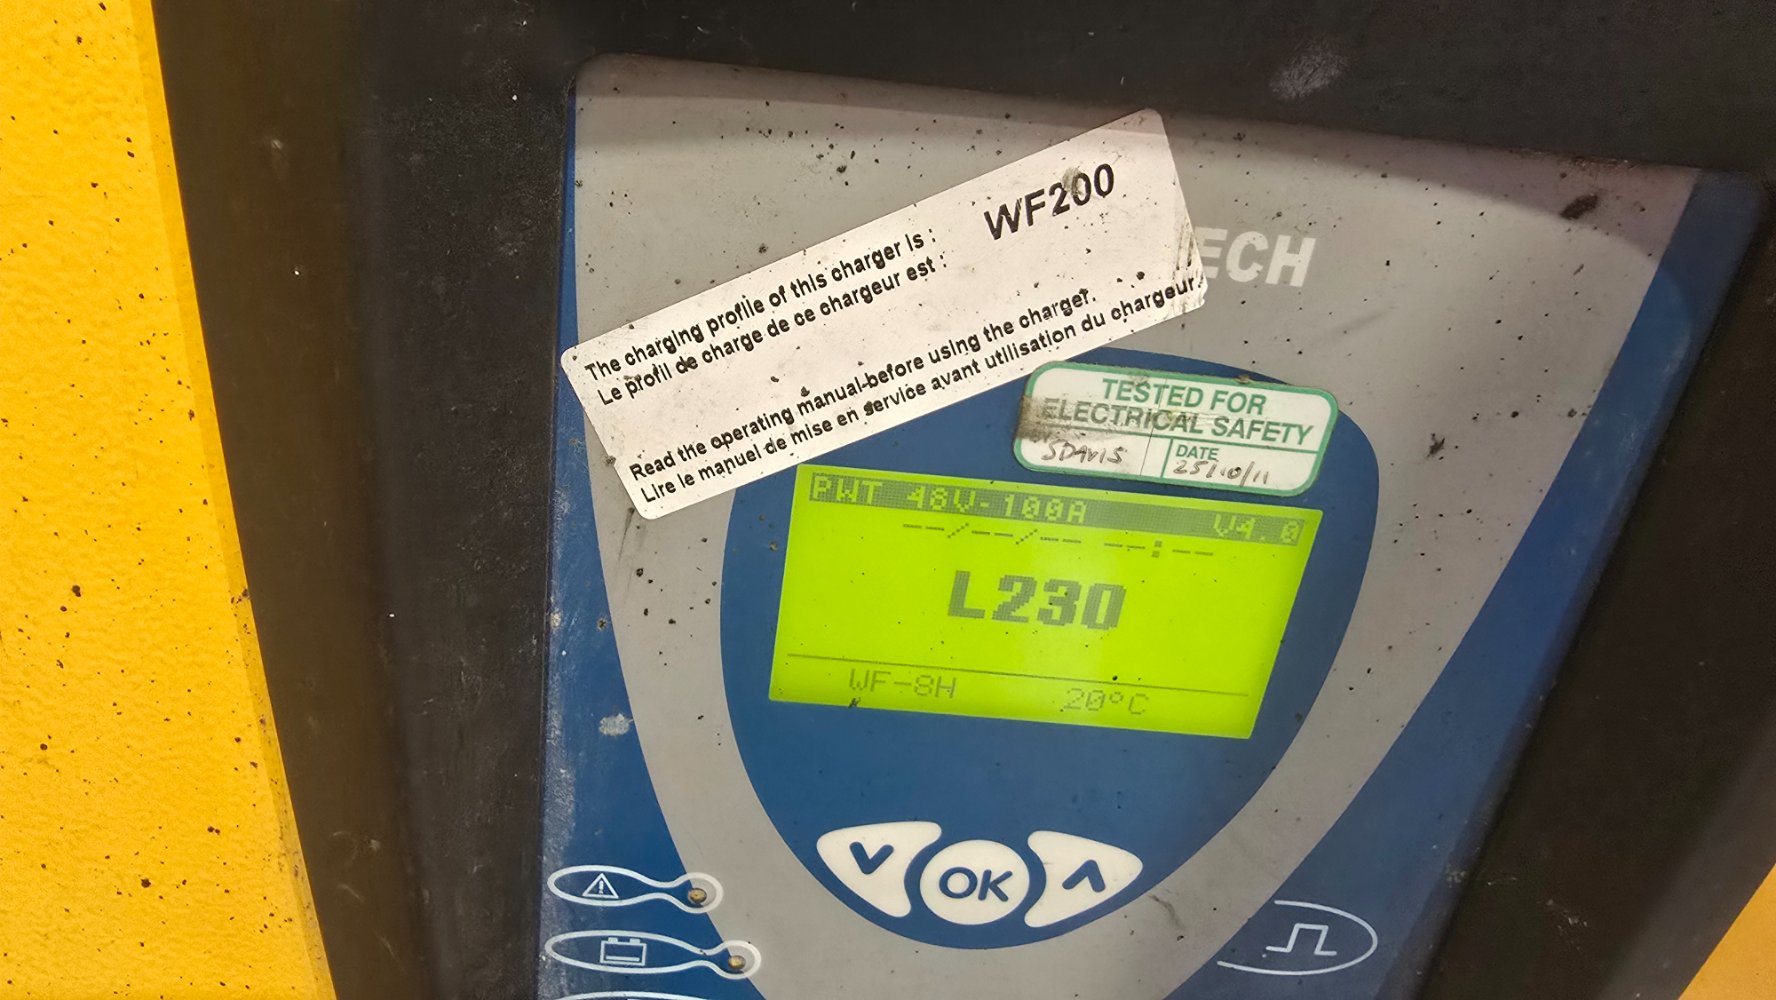 The charging profile of this charger is :
WF200
Le profil de charge de ce chargeur est :
Read the operating manual before using the charger.
Lire le manuel de mise en service avant utilisation du chargeur.
ECH
TESTED FOR
ELECTRICAL SAFETY
SDAVIS
DATE
25/10/11
PWT 48V-100A V4.0
--/--/-- --:--
L230
WF-8H 20°C
OK